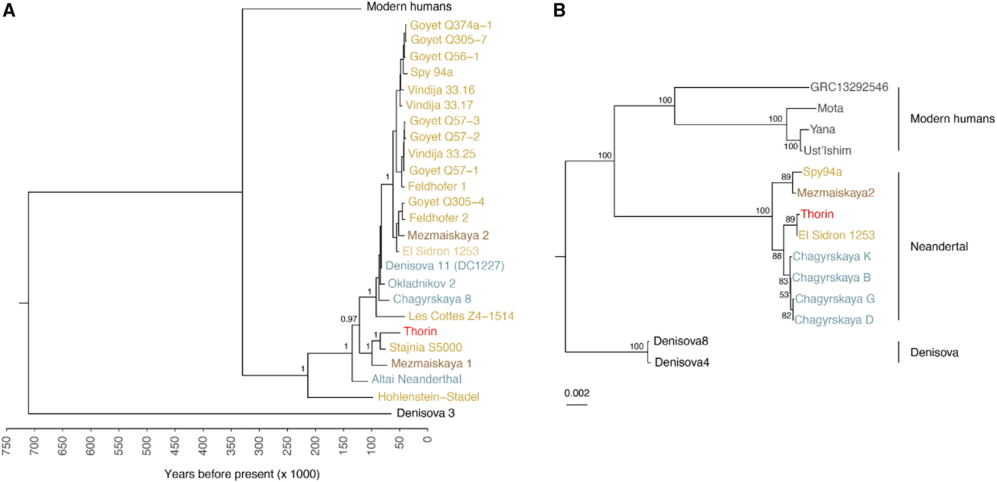 A
Modern humans
Goyet Q374a-1
Goyet Q305-7
Goyet Q56-1
Spy 94a
Vindija 33.16
Vindija 33.17
Goyet Q57-3
Goyet Q57-2
Vindija 33.25
Goyet Q57-1
Feldhofer 1
Goyet Q305-4
Feldhofer 2
Mezmaiskaya 2
El Sidron 1253
Denisova 11 (DC1227)
Okladnikov 2
Chagyrskaya 8
Les Cottes Z4-1514
Thorin
Stajnia S5000
Mezmaiskaya 1
Altai Neanderthal
Hohlenstein-Stadel
Denisova 3
1
1
0.97
1
1
1
1
750
700
650
600
550
500
450
400
350
300
250
200
150
100
50
0
Years before present (x 1000)
B
GRC13292546
Mota
Yana
Ust'Ishim
Modern humans
Spy94a
Mezmaiskaya2
Thorin
El Sidron 1253
Chagyrskaya K
Chagyrskaya B
Chagyrskaya G
Chagyrskaya D
Neandertal
Denisova8
Denisova4
Denisova
100
100
100
100
100
89
89
88
83
53
82
100
0.002